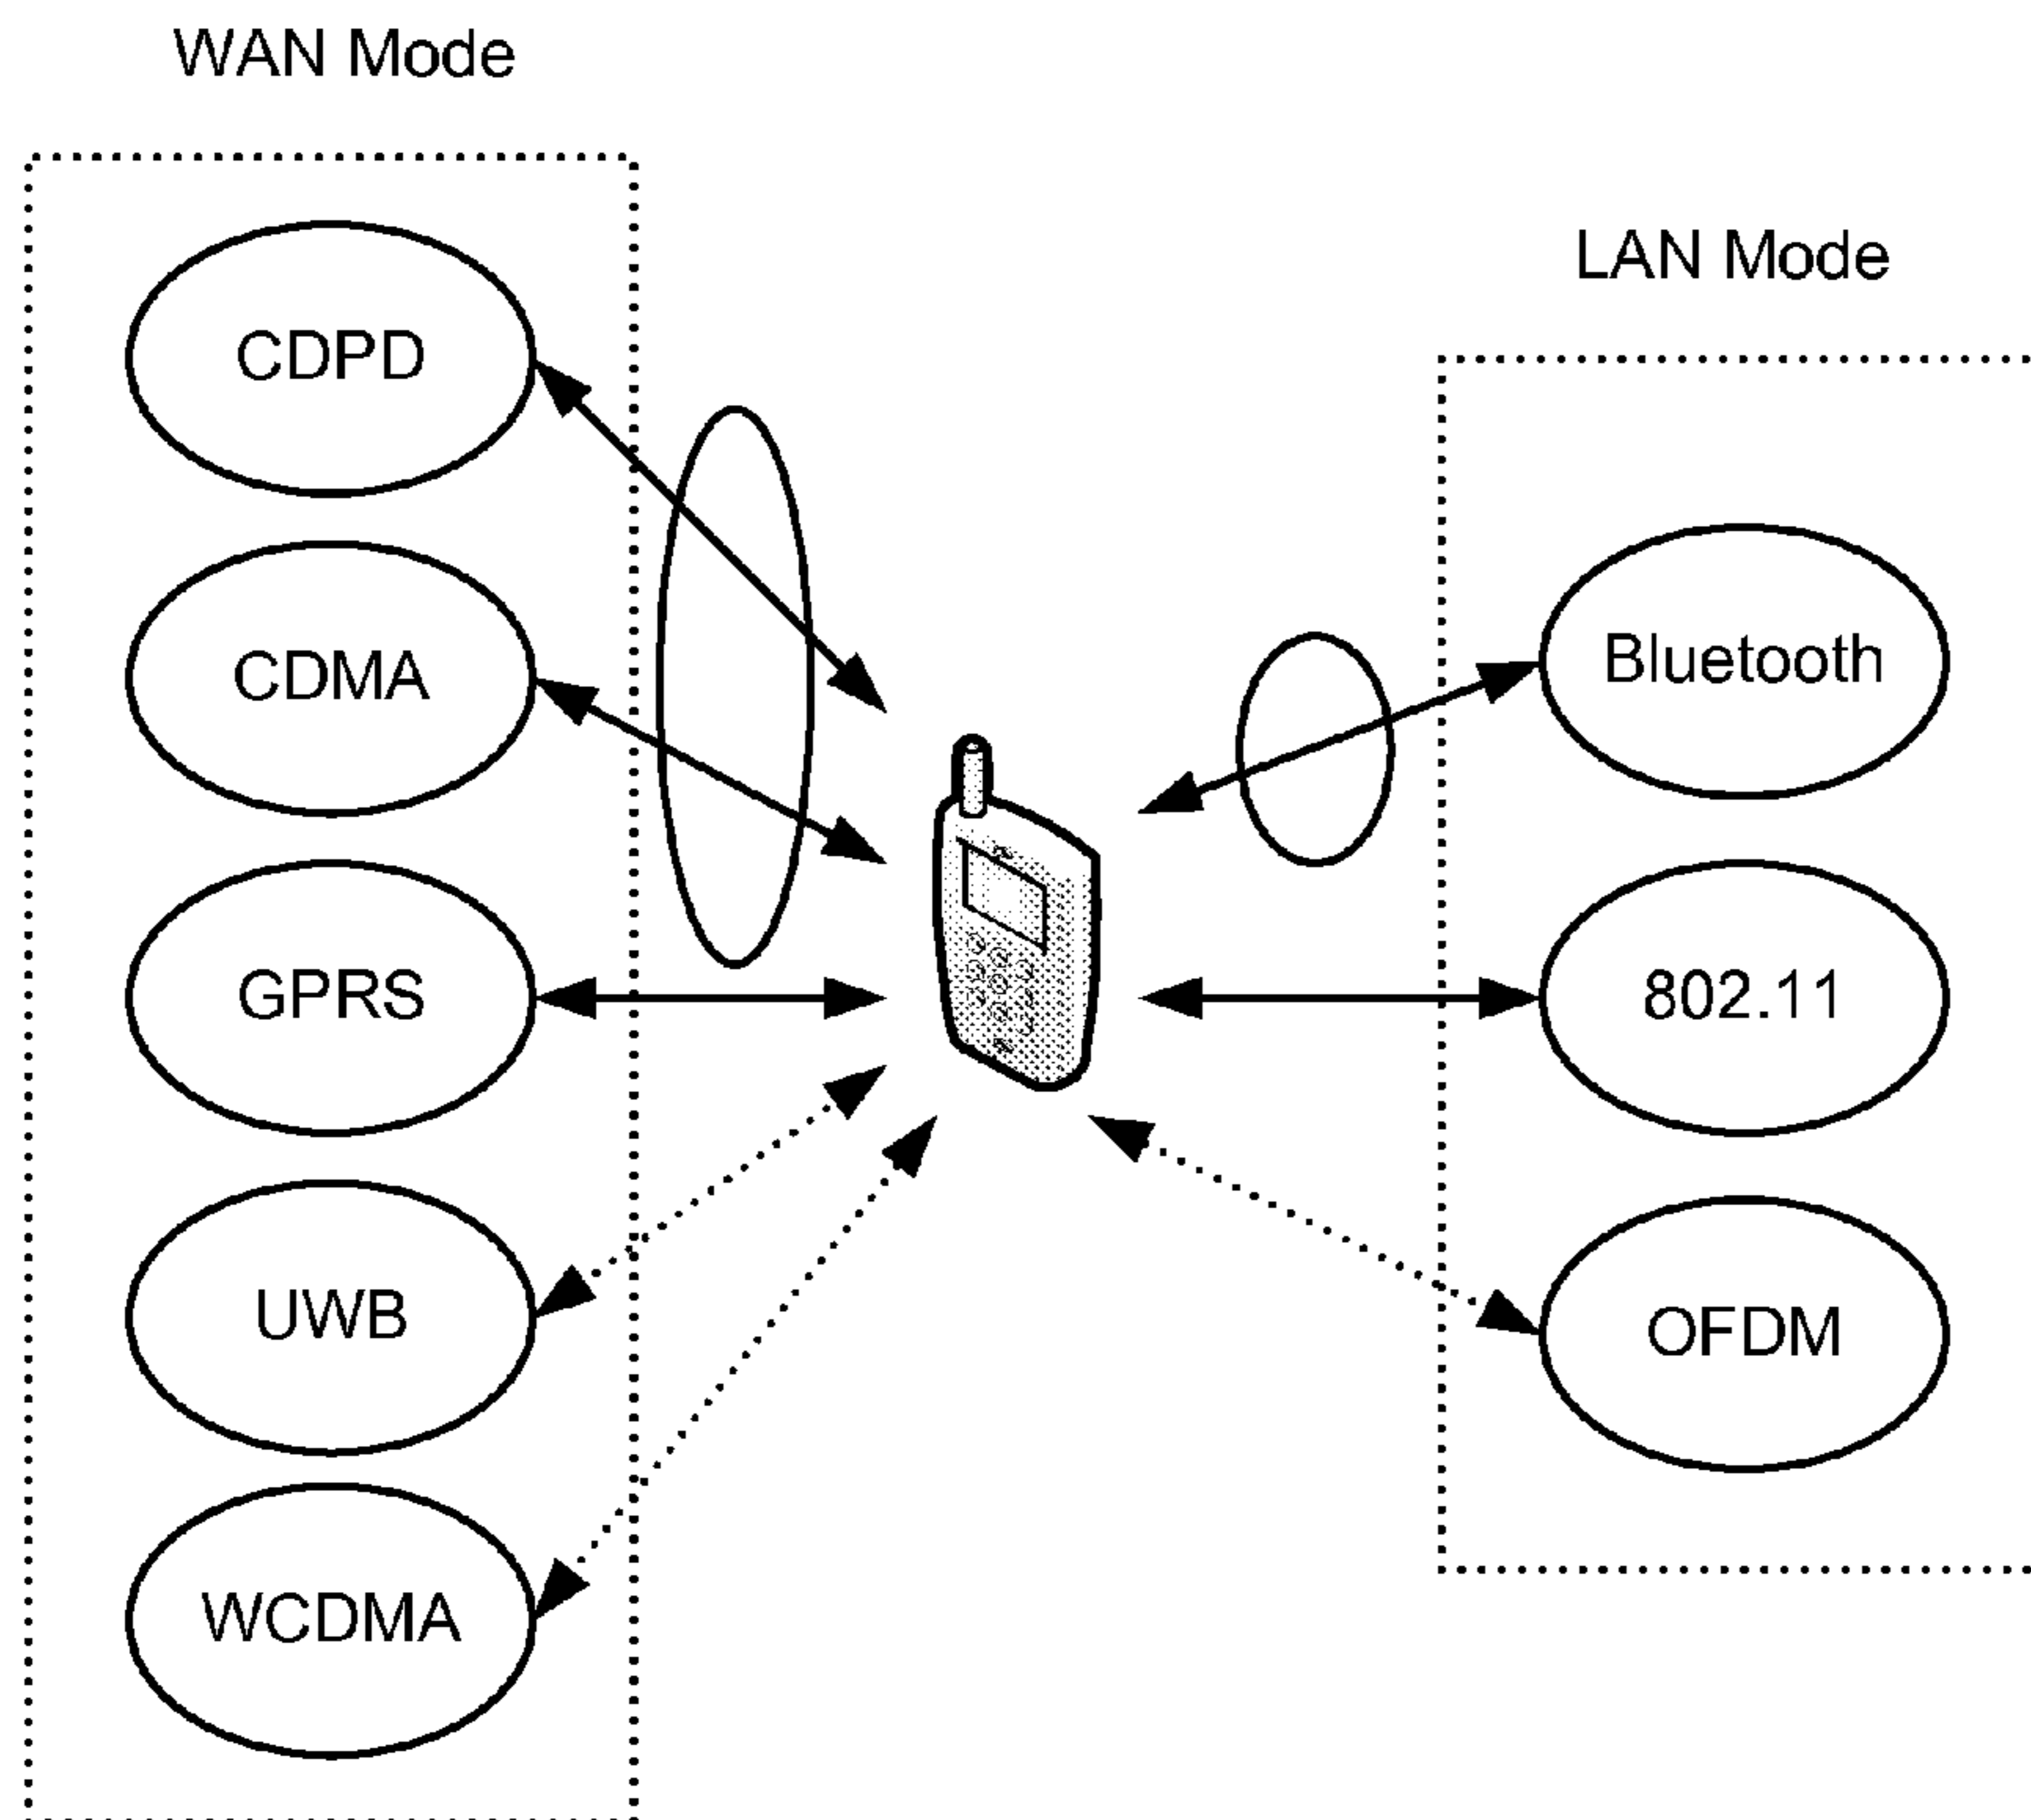 WAN Mode
CDPD
CDMA
GPRS
UWB
WCDMA
LAN Mode
Bluetooth
802.11
OFDM